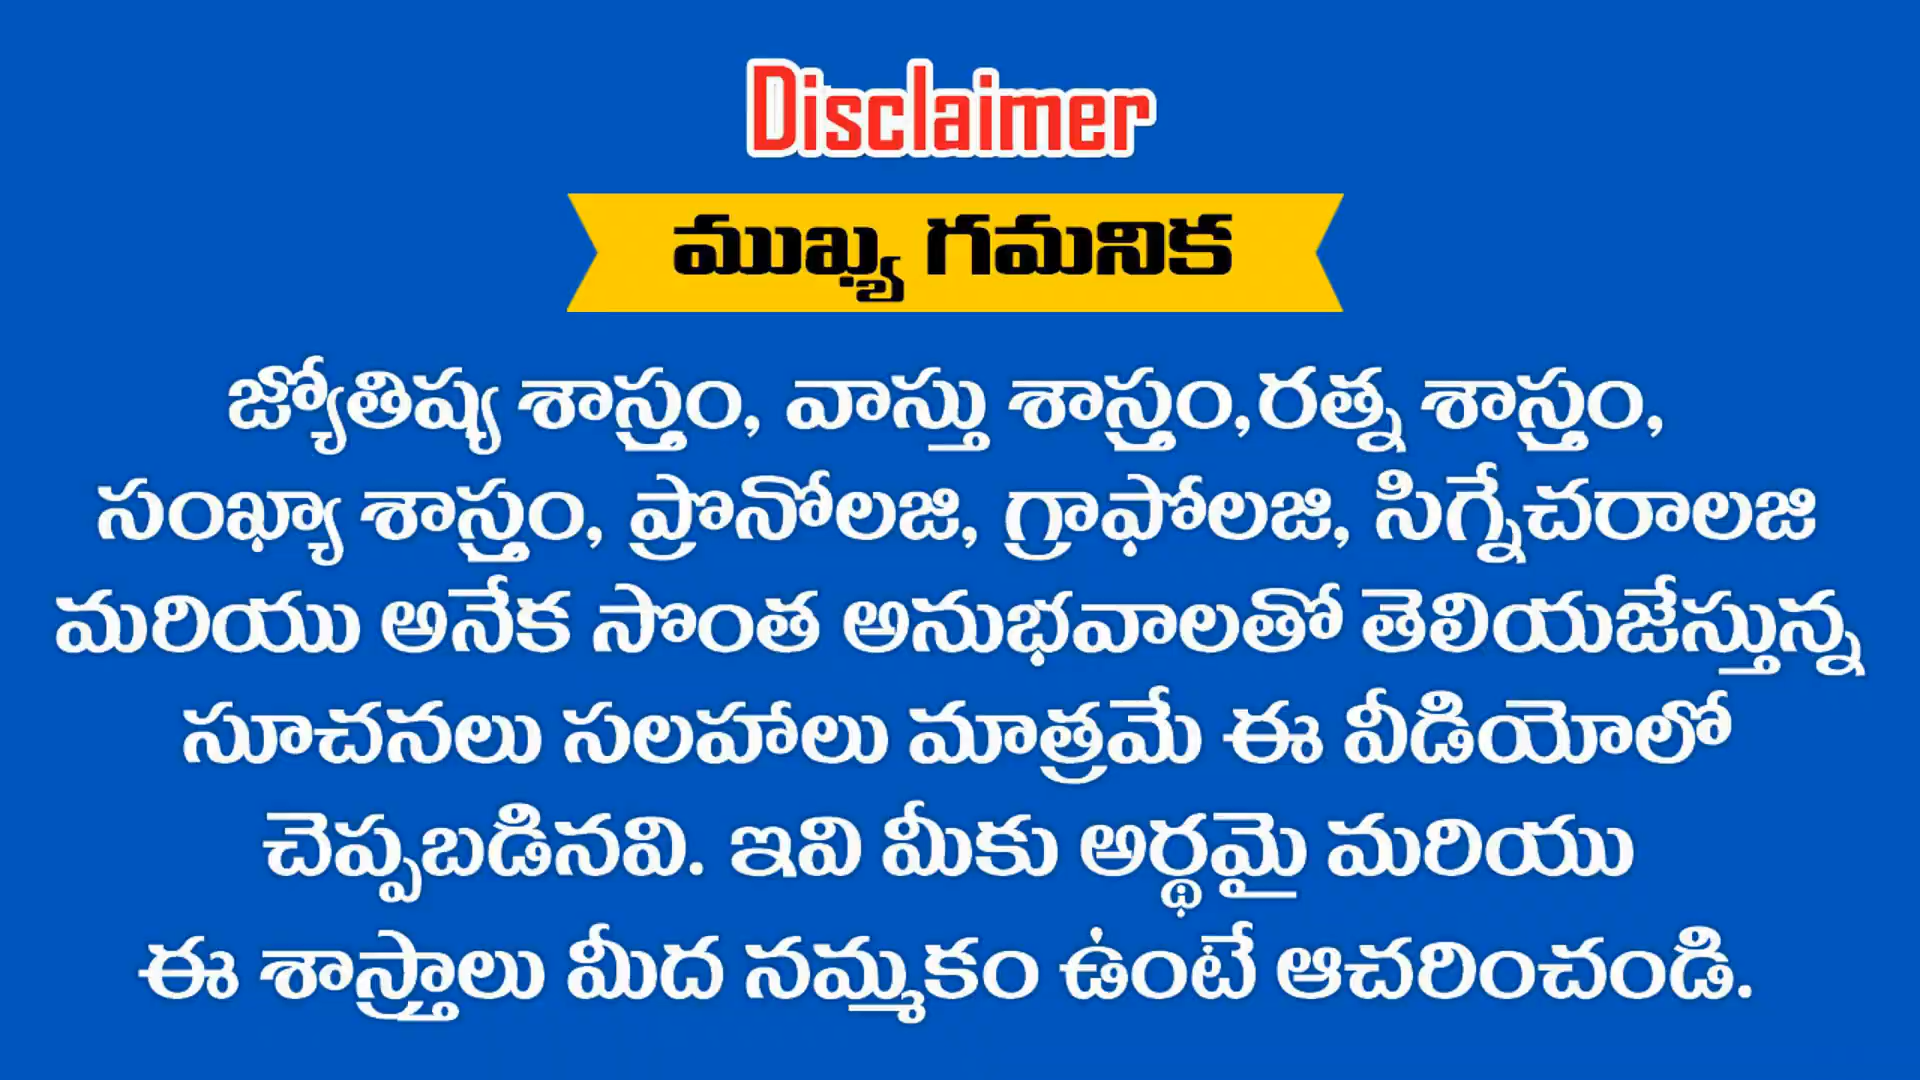 Disclaimer
ముఖ్య గమనిక
జ్యోతిష్య శాస్త్రం, వాస్తు శాస్త్రం,రత్న శాస్త్రం,
సంఖ్యా శాస్త్రం, ప్రొనోలజి, గ్రాఫోలజి, సిగ్నేచరాలజి
మరియు అనేక సొంత అనుభవాలతో తెలియజేస్తున్న
సూచనలు సలహాలు మాత్రమే ఈ వీడియోలో
చెప్పబడినవి. ఇవి మీకు అర్థమై మరియు
ఈ శాస్త్రాలు మీద నమ్మకం ఉంటే ఆచరించండి.